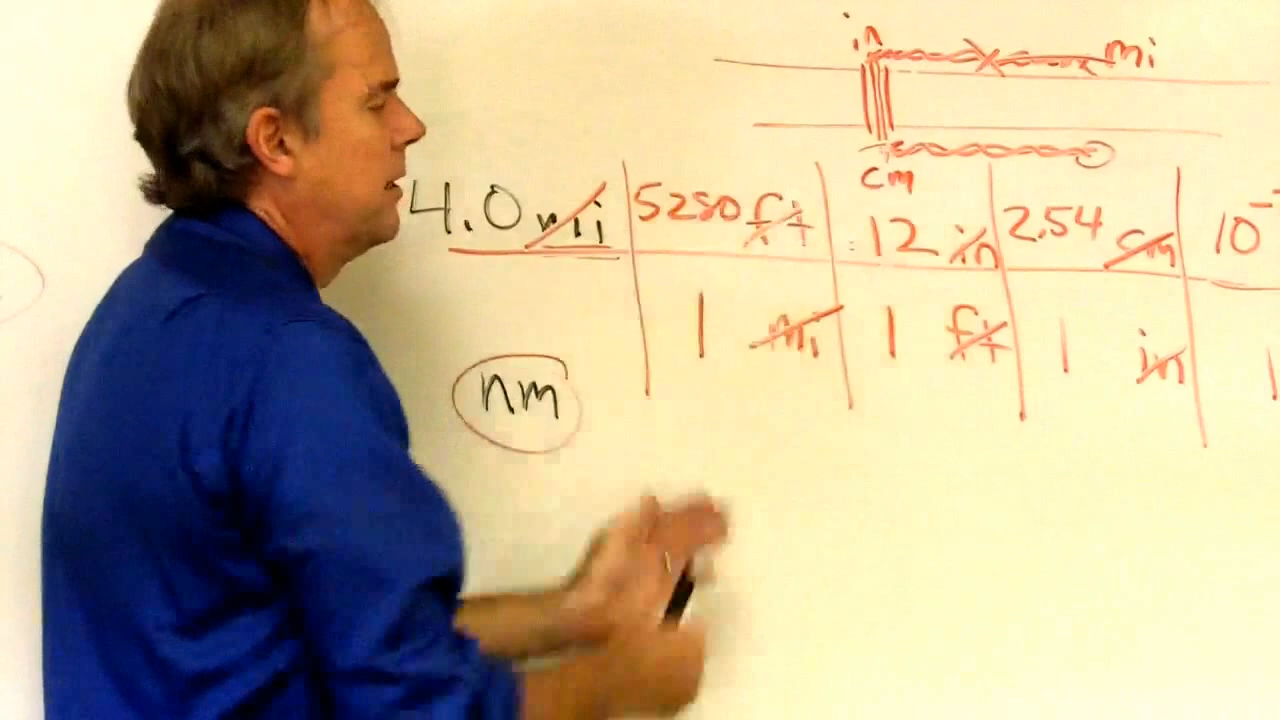 in mi
cm
4.0 mi 5280 ft 12 in 2.54 cm 10⁻
1 mi 1 ft 1 in 1
nm